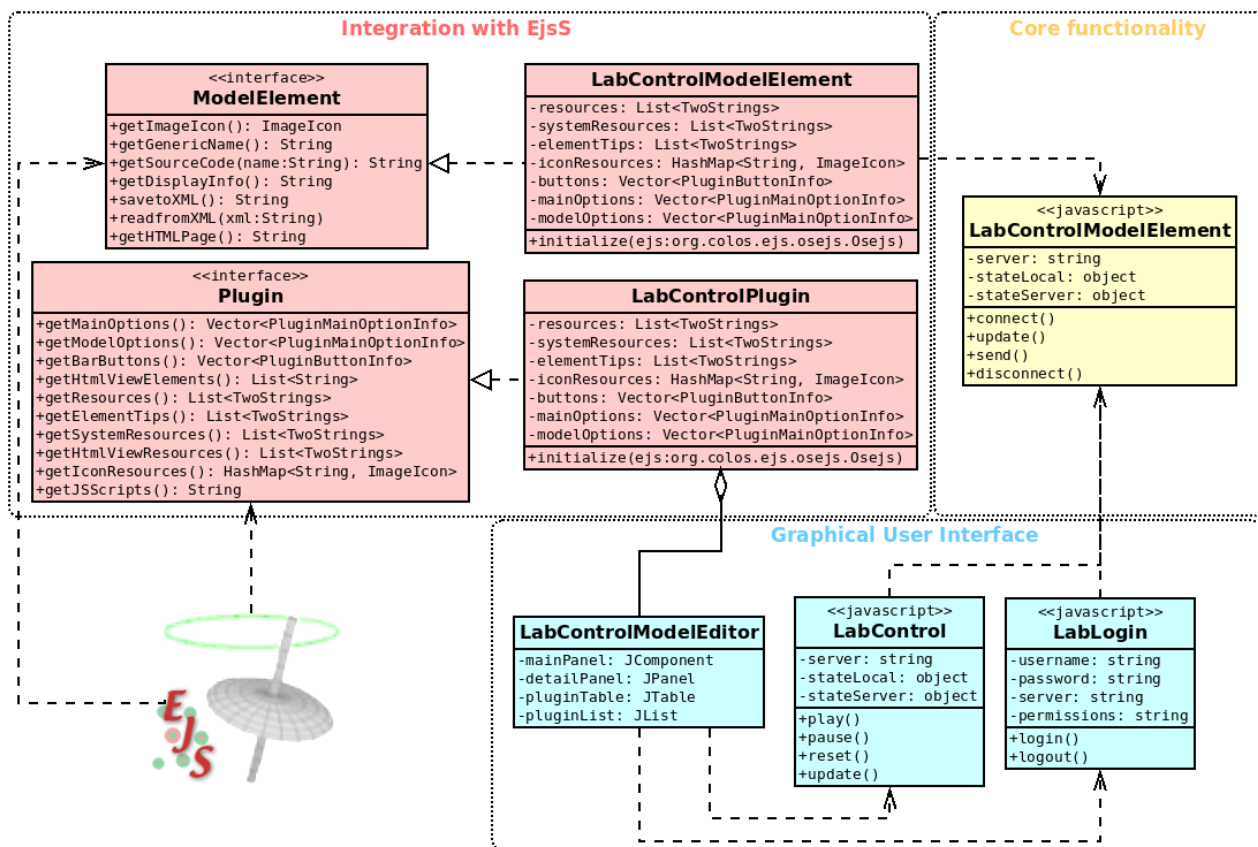 Integration with EjsS
Core functionality
<<interface>>
ModelElement
+getImageIcon(): ImageIcon
+getGenericName(): String
+getSourceCode(name:String): String
+getDisplayInfo(): String
+savetoXML(): String
+readfromXML(xml:String)
+getHTMLPage(): String
LabControlModelElement
-resources: List<TwoStrings>
-systemResources: List<TwoStrings>
-elementTips: List<TwoStrings>
-iconResources: HashMap<String, ImageIcon>
-buttons: Vector<PluginButtonInfo>
-mainOptions: Vector<PluginMainOptionInfo>
-modelOptions: Vector<PluginMainOptionInfo>
+initialize(ejs:org.colos.ejs.osejs.Osejs)
<<javascript>>
LabControlModelElement
-server: string
-stateLocal: object
-stateServer: object
+connect()
+update()
+send()
+disconnect()
<<interface>>
Plugin
+getMainOptions(): Vector<PluginMainOptionInfo>
+getModelOptions(): Vector<PluginMainOptionInfo>
+getBarButtons(): Vector<PluginButtonInfo>
+getHtmlViewElements(): List<String>
+getResources(): List<TwoStrings>
+getElementTips(): List<TwoStrings>
+getSystemResources(): List<TwoStrings>
+getHtmlViewResources(): List<TwoStrings>
+getIconResources(): HashMap<String, ImageIcon>
+getJSScripts(): String
LabControlPlugin
-resources: List<TwoStrings>
-systemResources: List<TwoStrings>
-elementTips: List<TwoStrings>
-iconResources: HashMap<String, ImageIcon>
-buttons: Vector<PluginButtonInfo>
-mainOptions: Vector<PluginMainOptionInfo>
-modelOptions: Vector<PluginMainOptionInfo>
+initialize(ejs:org.colos.ejs.osejs.Osejs)
Graphical User Interface
LabControlModelEditor
-mainPanel: JComponent
-detailPanel: JPanel
-pluginTable: JTable
-pluginList: JList
<<javascript>>
LabControl
-server: string
-stateLocal: object
-stateServer: object
+play()
+pause()
+reset()
+update()
<<javascript>>
LabLogin
-username: string
-password: string
-server: string
-permissions: string
+login()
+logout()
EJS